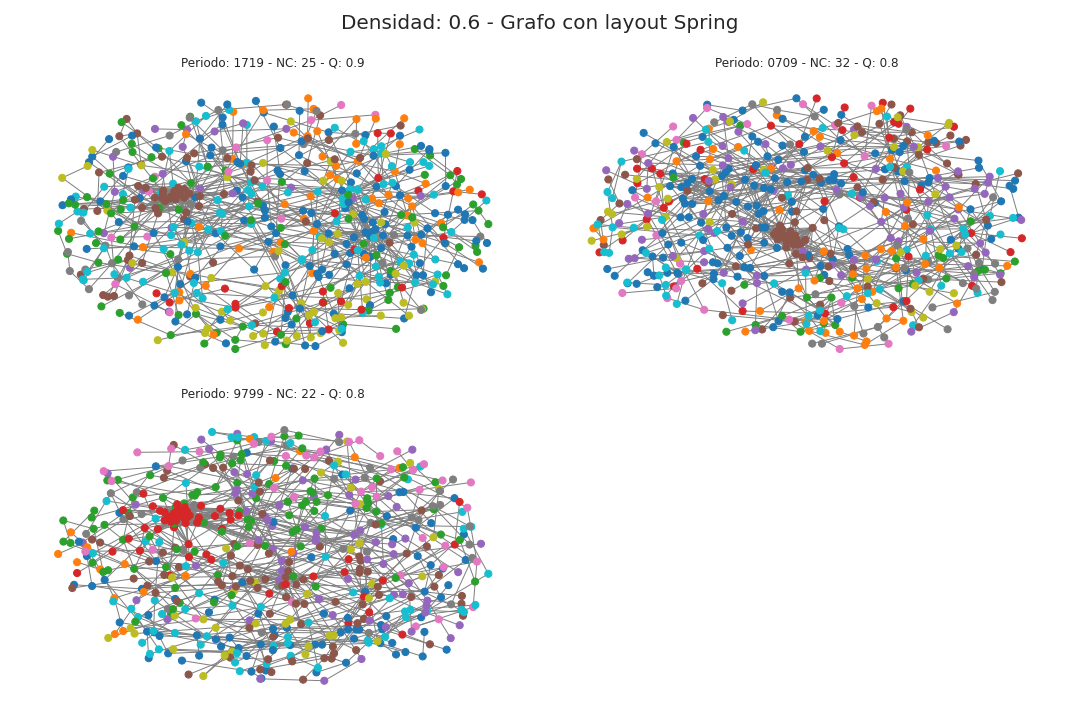 Densidad: 0.6 - Grafo con layout Spring
Periodo: 1719 - NC: 25 - Q: 0.9
Periodo: 0709 - NC: 32 - Q: 0.8
Periodo: 9799 - NC: 22 - Q: 0.8